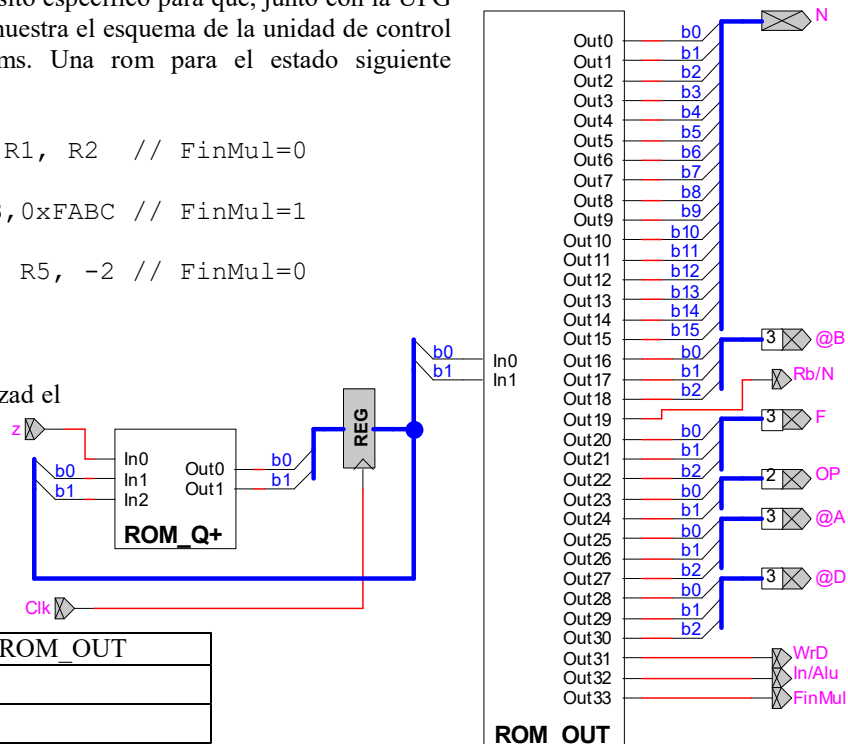 específico para que, junto con la UPG
muestra el esquema de la unidad de control
Una rom para el estado siguiente
R1, R2 // FinMul=0
,0xFABC // FinMul=1
R5, -2 // FinMul=0
el
z
In0
In1
In2
Out0
Out1
b0
b1
b0
b1
ROM_Q+
REG
Clk
b0
b1
In0
In1
ROM_OUT
Out0 b0
Out1 b1
Out2 b2
Out3 b3
Out4 b4
Out5 b5
Out6 b6
Out7 b7
Out8 b8
Out9 b9
Out10 b10
Out11 b11
Out12 b12
Out13 b13
Out14 b14
Out15 b15
N
Out16 b0
Out17 b1
Out18 b2
3 @B
Out19
Rb/N
Out20 b0
Out21 b1
Out22 b2
3 F
Out23 b0
Out24 b1
2 OP
Out25 b0
Out26 b1
Out27 b2
3 @A
Out28 b0
Out29 b1
Out30 b2
3 @D
Out31 WrD
Out32 In/Alu
Out33 FinMul
ROM_OUT